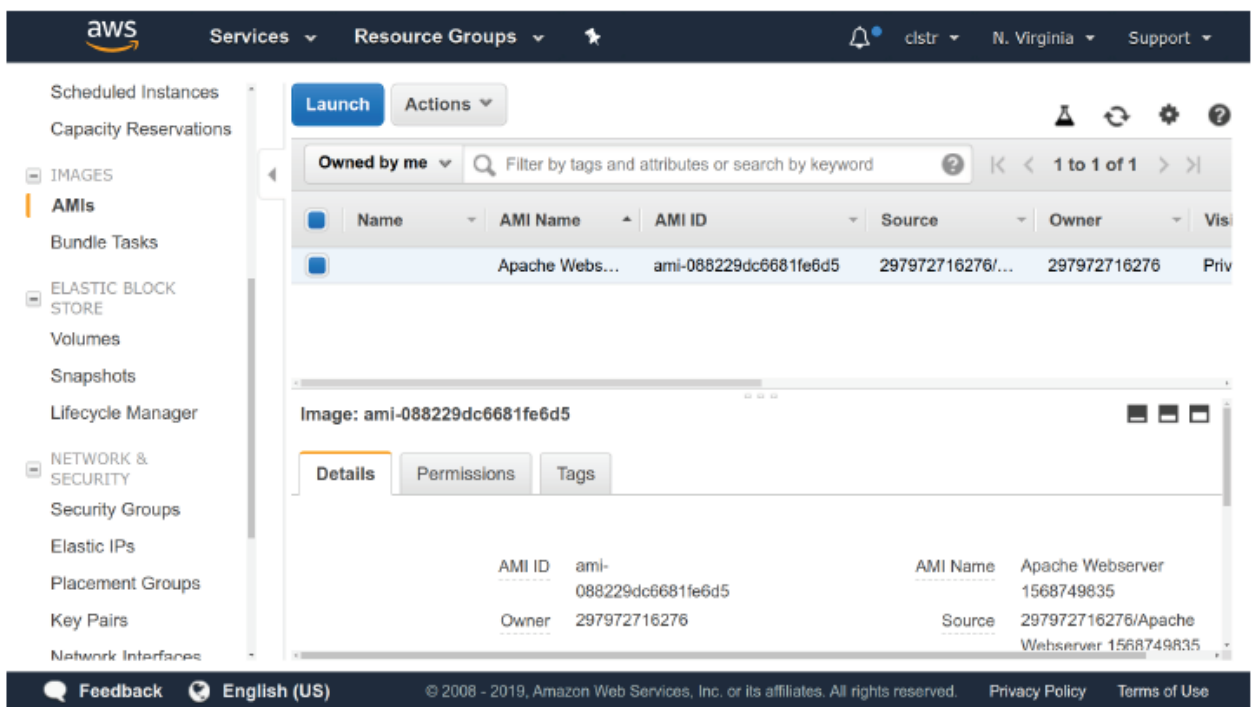 aws Services Resource Groups clstr N. Virginia Support
Scheduled Instances
Capacity Reservations
IMAGES
AMIs
Bundle Tasks
ELASTIC BLOCK
STORE
Volumes
Snapshots
Lifecycle Manager
NETWORK &
SECURITY
Security Groups
Elastic IPs
Placement Groups
Key Pairs
Network Interfaces
Launch Actions
Owned by me Filter by tags and attributes or search by keyword 1 to 1 of 1
Name AMI Name AMI ID Source Owner Visi
Apache Webs... ami-088229dc6681fe6d5 297972716276/... 297972716276 Priv
Image: ami-088229dc6681fe6d5
Details Permissions Tags
AMI ID ami-
088229dc6681fe6d5
AMI Name Apache Webserver
1568749835
Owner 297972716276
Source 297972716276/Apache
Webserver 1568749835
Feedback English (US) © 2008 - 2019, Amazon Web Services, Inc. or its affiliates. All rights reserved. Privacy Policy Terms of Use